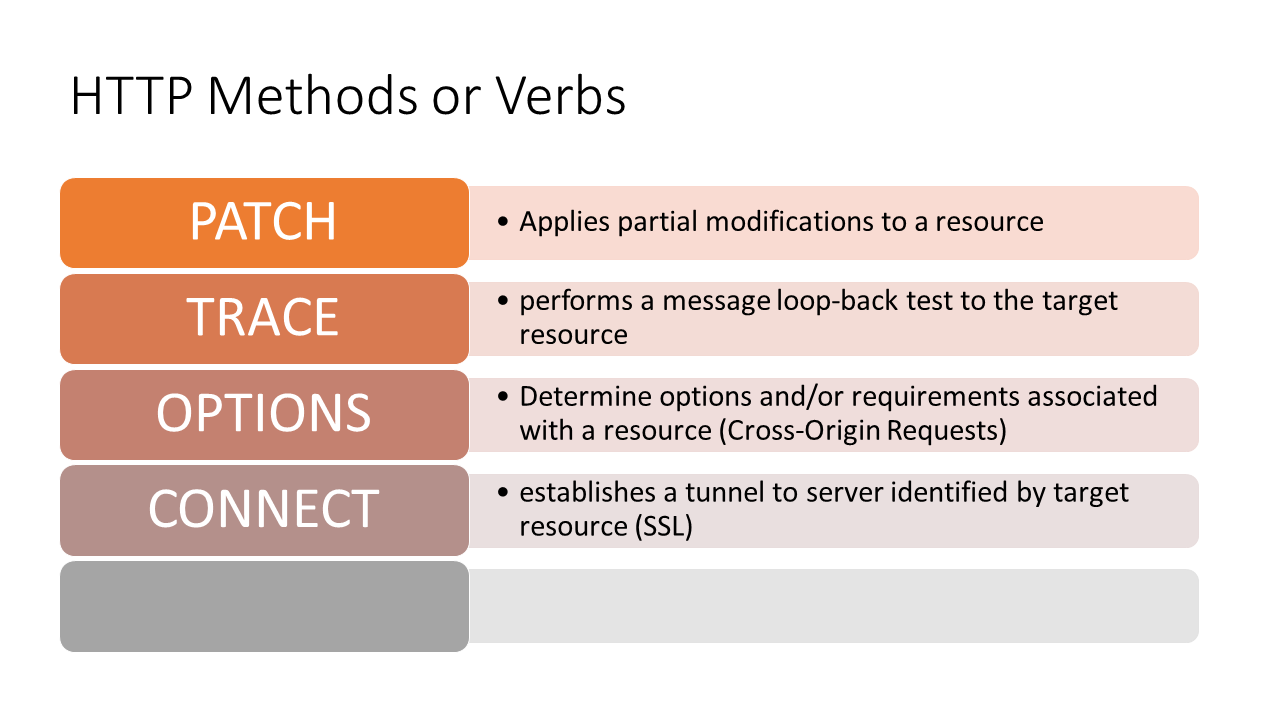 HTTP Methods or Verbs
PATCH
• Applies partial modifications to a resource
TRACE
• performs a message loop-back test to the target
resource
OPTIONS
• Determine options and/or requirements associated
with a resource (Cross-Origin Requests)
CONNECT
• establishes a tunnel to server identified by target
resource (SSL)